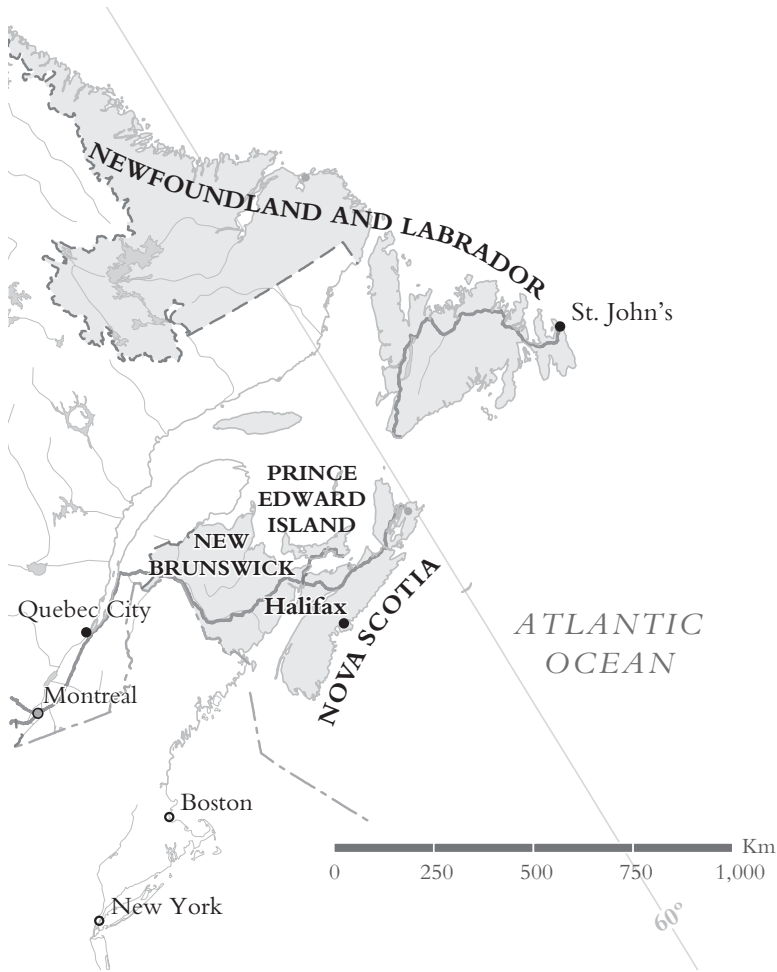 NEWFOUNDLAND AND LABRADOR
St. John's
PRINCE
EDWARD
ISLAND
NEW
BRUNSWICK
Quebec City
Halifax
NOVA SCOTIA
ATLANTIC
OCEAN
Montreal
Boston
Km
0 250 500 750 1,000
New York
60º